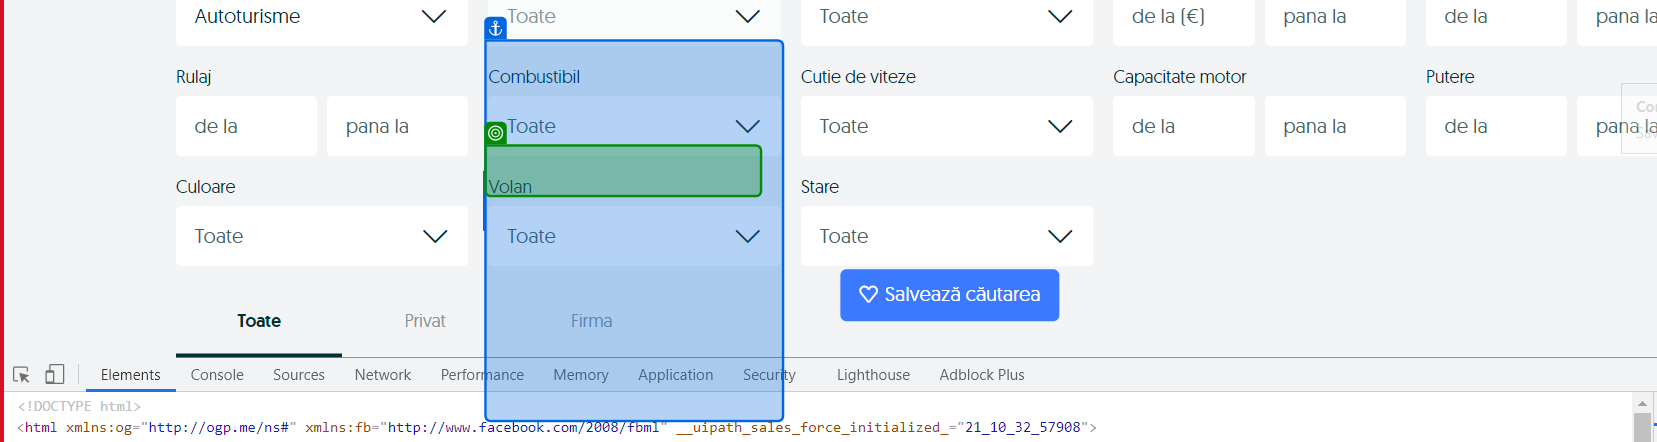 Autoturisme Toate Toate de la (€) pana la de la pana la
Rulaj Combustibil Cutie de viteze Capacitate motor Putere
de la pana la Toate Toate de la pana la de la pana la
Culoare Volan Stare
Toate Toate Toate
Salvează căutarea
Toate Privat Firma
Elements Console Sources Network Performance Memory Application Security Lighthouse Adblock Plus
<!DOCTYPE html>
<html xmlns:og="http://ogp.me/ns#" xmlns:fb="http://www.facebook.com/2008/fbml" __uipath_sales_force_initialized_="21_10_32_57908">